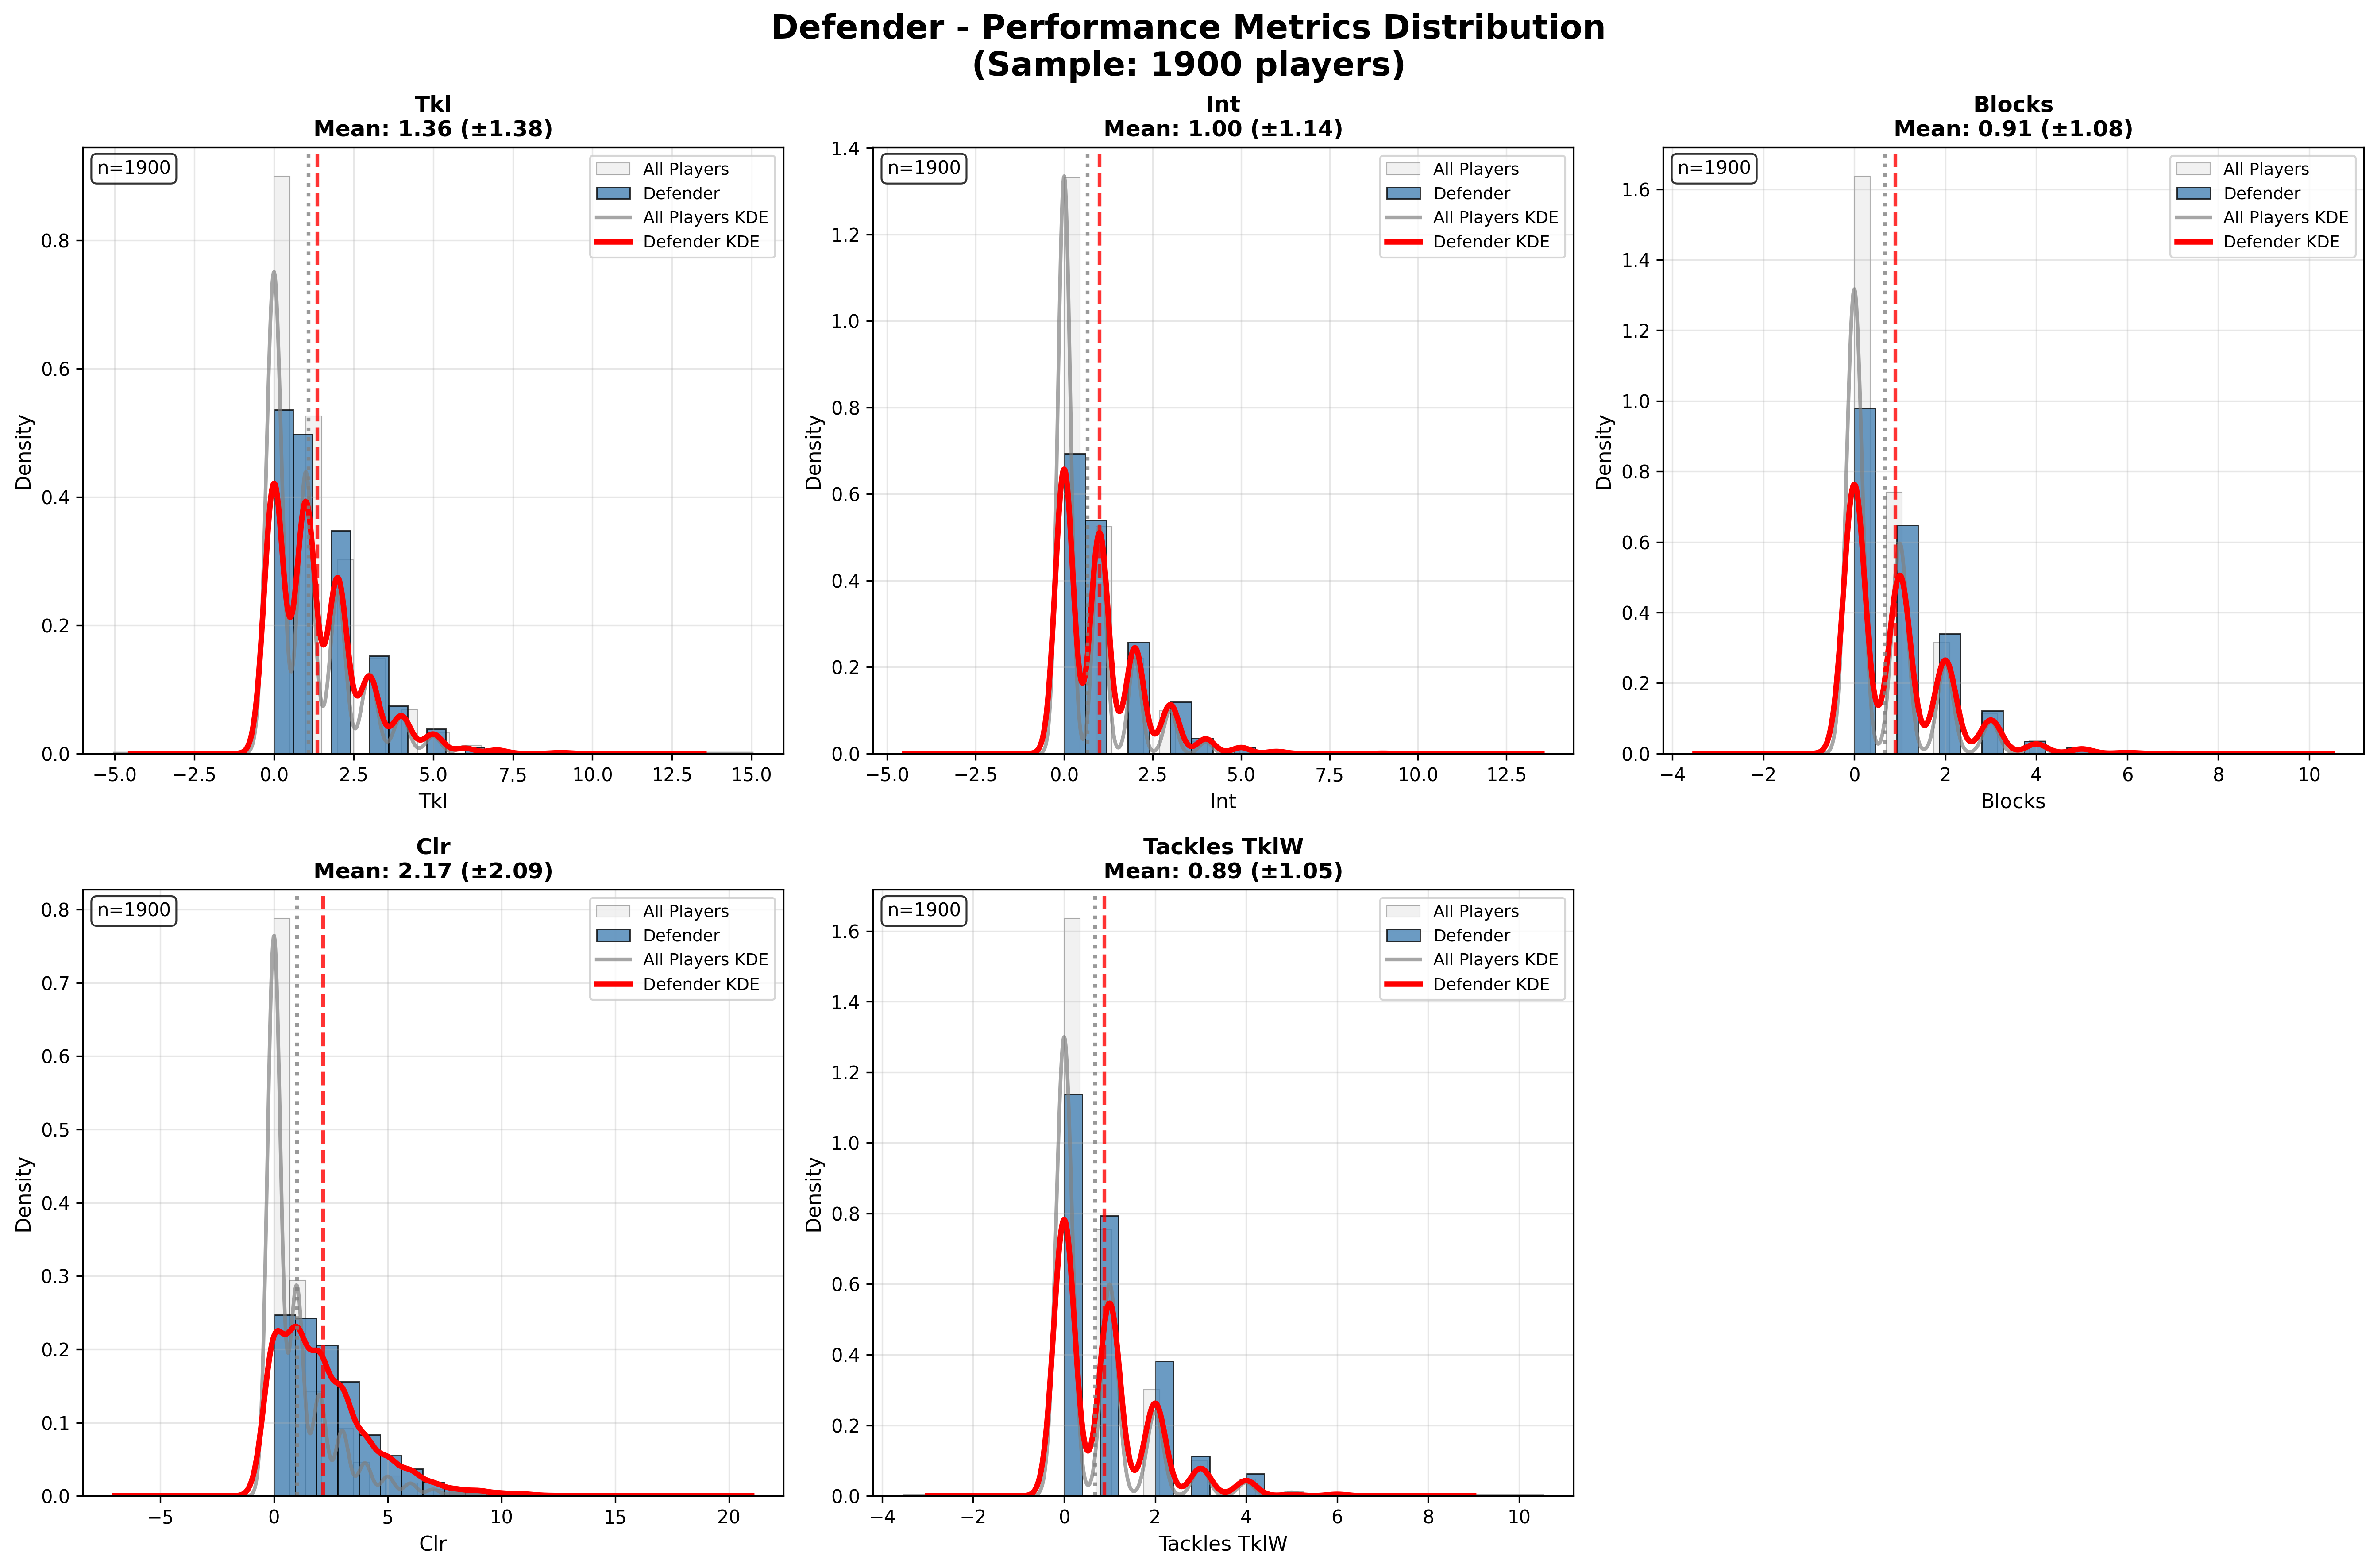 Defender - Performance Metrics Distribution
(Sample: 1900 players)
Tkl
Mean: 1.36 (±1.38)
n=1900
All Players
Defender
All Players KDE
Defender KDE
Density
0.8
0.6
0.4
0.2
0.0
−5.0 −2.5 0.0 2.5 5.0 7.5 10.0 12.5 15.0
Tkl
Int
Mean: 1.00 (±1.14)
n=1900
All Players
Defender
All Players KDE
Defender KDE
Density
1.4
1.2
1.0
0.8
0.6
0.4
0.2
0.0
−5.0 −2.5 0.0 2.5 5.0 7.5 10.0 12.5
Int
Blocks
Mean: 0.91 (±1.08)
n=1900
All Players
Defender
All Players KDE
Defender KDE
Density
1.6
1.4
1.2
1.0
0.8
0.6
0.4
0.2
0.0
−4 −2 0 2 4 6 8 10
Blocks
Clr
Mean: 2.17 (±2.09)
n=1900
All Players
Defender
All Players KDE
Defender KDE
Density
0.8
0.7
0.6
0.5
0.4
0.3
0.2
0.1
0.0
−5 0 5 10 15 20
Clr
Tackles TklW
Mean: 0.89 (±1.05)
n=1900
All Players
Defender
All Players KDE
Defender KDE
Density
1.6
1.4
1.2
1.0
0.8
0.6
0.4
0.2
0.0
−4 −2 0 2 4 6 8 10
Tackles TklW